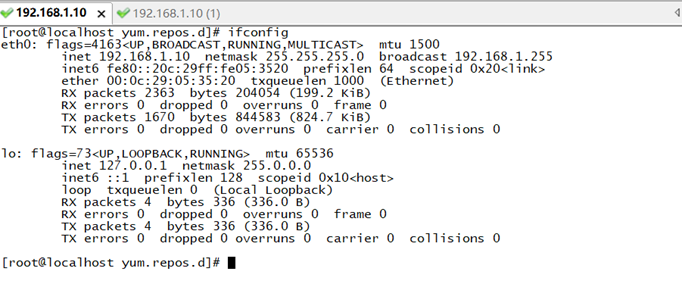 192.168.1.10 192.168.1.10 (1)
[root@localhost yum.repos.d]# ifconfig
eth0: flags=4163<UP,BROADCAST,RUNNING,MULTICAST> mtu 1500
inet 192.168.1.10 netmask 255.255.255.0 broadcast 192.168.1.255
inet6 fe80::20c:29ff:fe05:3520 prefixlen 64 scopeid 0x20<link>
ether 00:0c:29:05:35:20 txqueuelen 1000 (Ethernet)
RX packets 2363 bytes 204054 (199.2 KiB)
RX errors 0 dropped 0 overruns 0 frame 0
TX packets 1670 bytes 844583 (824.7 KiB)
TX errors 0 dropped 0 overruns 0 carrier 0 collisions 0
lo: flags=73<UP,LOOPBACK,RUNNING> mtu 65536
inet 127.0.0.1 netmask 255.0.0.0
inet6 ::1 prefixlen 128 scopeid 0x10<host>
loop txqueuelen 0 (Local Loopback)
RX packets 4 bytes 336 (336.0 B)
RX errors 0 dropped 0 overruns 0 frame 0
TX packets 4 bytes 336 (336.0 B)
TX errors 0 dropped 0 overruns 0 carrier 0 collisions 0
[root@localhost yum.repos.d]#